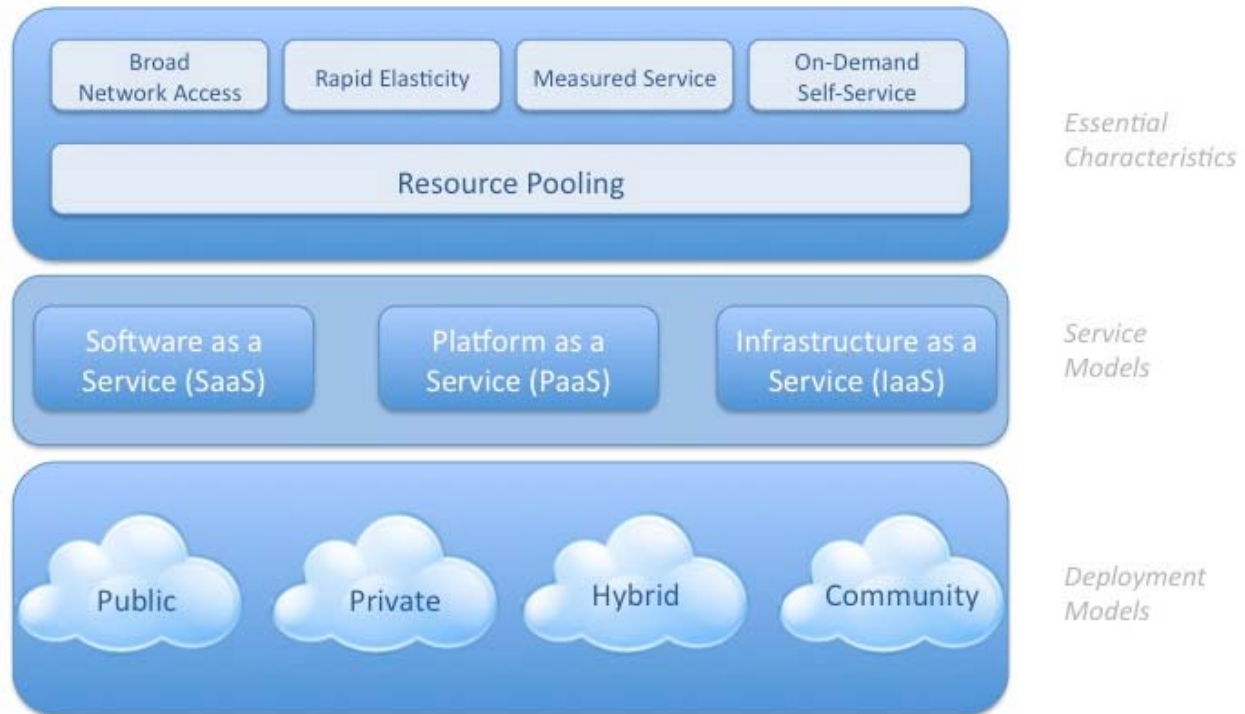 Broad
Network Access
Rapid Elasticity
Measured Service
On-Demand
Self-Service
Resource Pooling
Essential
Characteristics
Software as a
Service (SaaS)
Platform as a
Service (PaaS)
Infrastructure as a
Service (IaaS)
Service
Models
Public
Private
Hybrid
Community
Deployment
Models